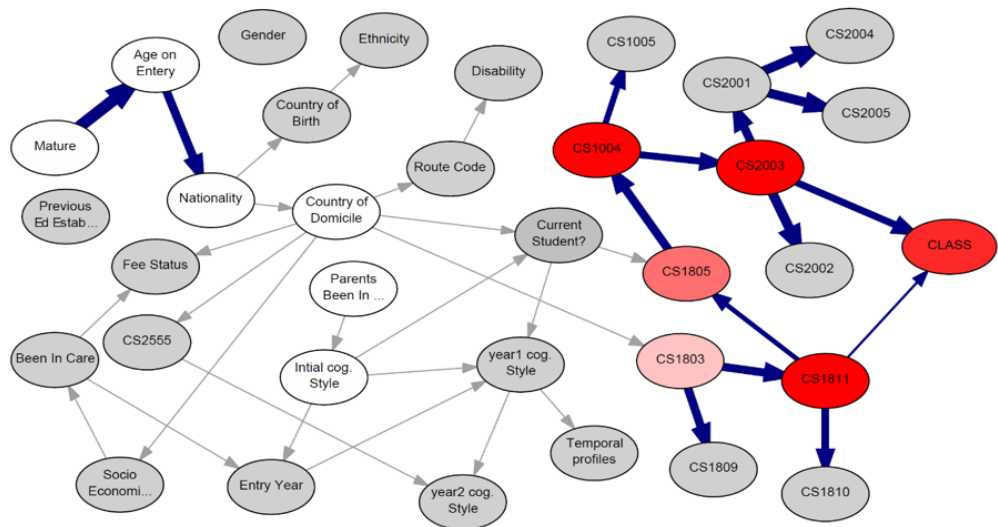 Gender
Ethnicity
Age on
Entery
CS1005
CS2004
Disability
CS2001
Country of
Birth
CS2005
Mature
CS1004
CS2003
Route Code
Nationality
Country of
Domicile
Previous
Ed Estab...
Current
Student?
CLASS
Fee Status
CS1805
CS2002
Parents
Been In ...
CS2555
Been In Care
Intial cog.
Style
year1 cog.
Style
CS1803
CS1811
Temporal
profiles
CS1809
Socio
Economi...
Entry Year
year2 cog.
Style
CS1810